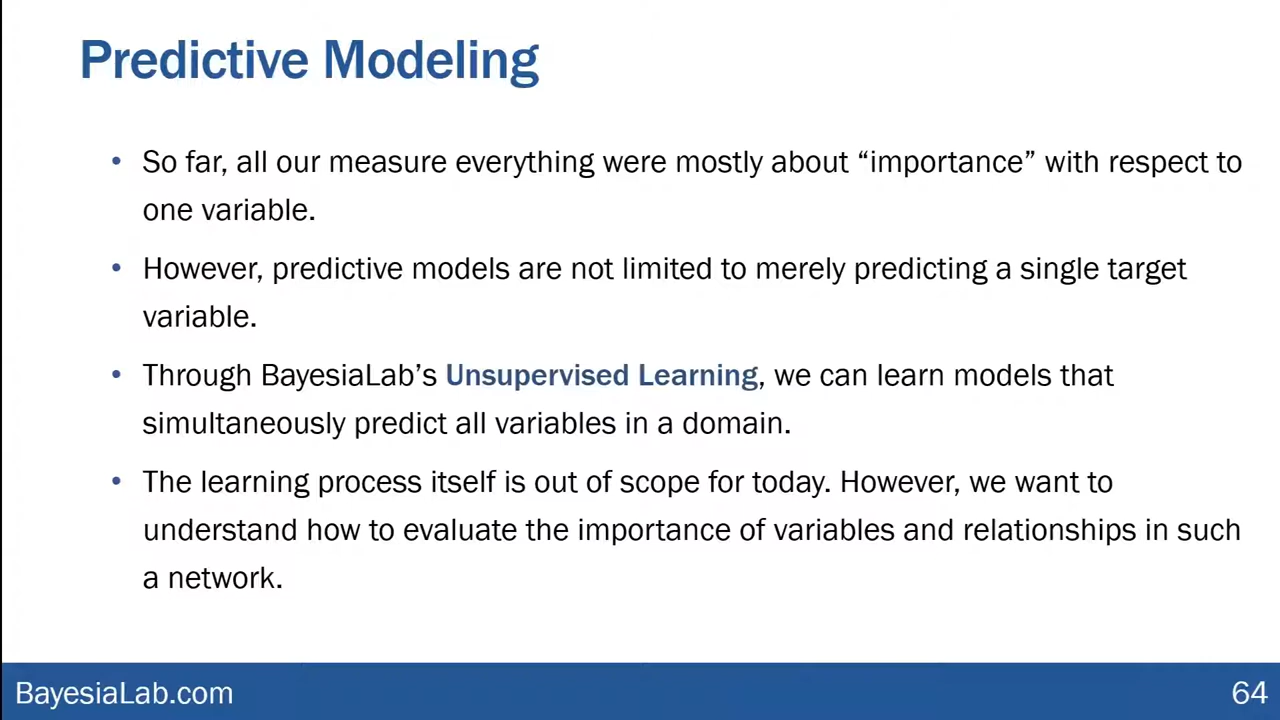 Predictive Modeling
• So far, all our measure everything were mostly about “importance” with respect to
one variable.
• However, predictive models are not limited to merely predicting a single target
variable.
• Through BayesiaLab’s Unsupervised Learning, we can learn models that
simultaneously predict all variables in a domain.
• The learning process itself is out of scope for today. However, we want to
understand how to evaluate the importance of variables and relationships in such
a network.
BayesiaLab.com
64